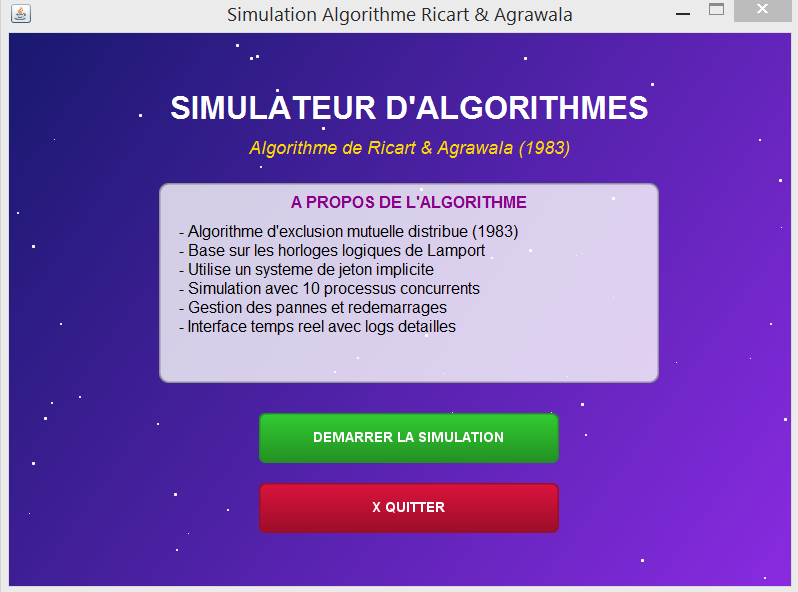 Simulation Algorithme Ricart & Agrawala
SIMULATEUR D'ALGORITHMES
Algorithme de Ricart & Agrawala (1983)
A PROPOS DE L'ALGORITHME
- Algorithme d'exclusion mutuelle distribue (1983)
- Base sur les horloges logiques de Lamport
- Utilise un systeme de jeton implicite
- Simulation avec 10 processus concurrents
- Gestion des pannes et redemarrages
- Interface temps reel avec logs detailles
DEMARRER LA SIMULATION
X QUITTER